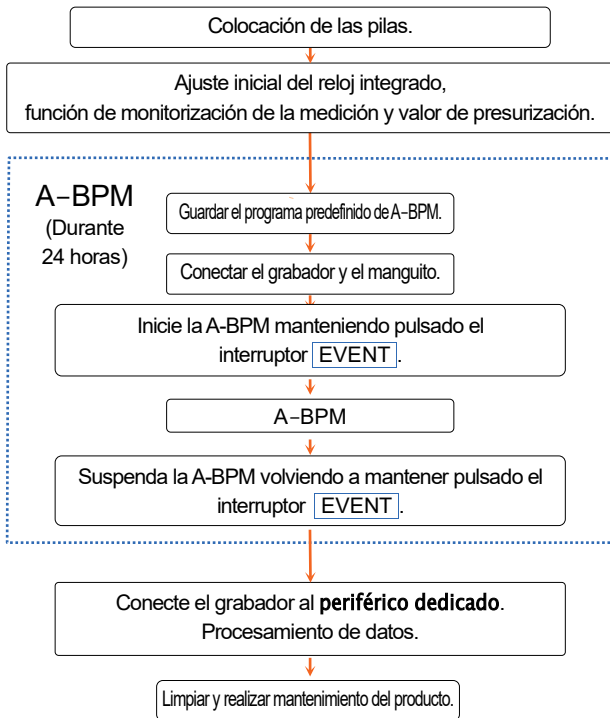 Colocación de las pilas.
Ajuste inicial del reloj integrado,
función de monitorización de la medición y valor de presurización.
A-BPM
(Durante
24 horas)
Guardar el programa predefinido de A-BPM.
Conectar el grabador y el manguito.
Inicie la A-BPM manteniendo pulsado el
interruptor EVENT.
A-BPM
Suspenda la A-BPM volviendo a mantener pulsado el
interruptor EVENT.
Conecte el grabador al periférico dedicado.
Procesamiento de datos.
Limpiar y realizar mantenimiento del producto.